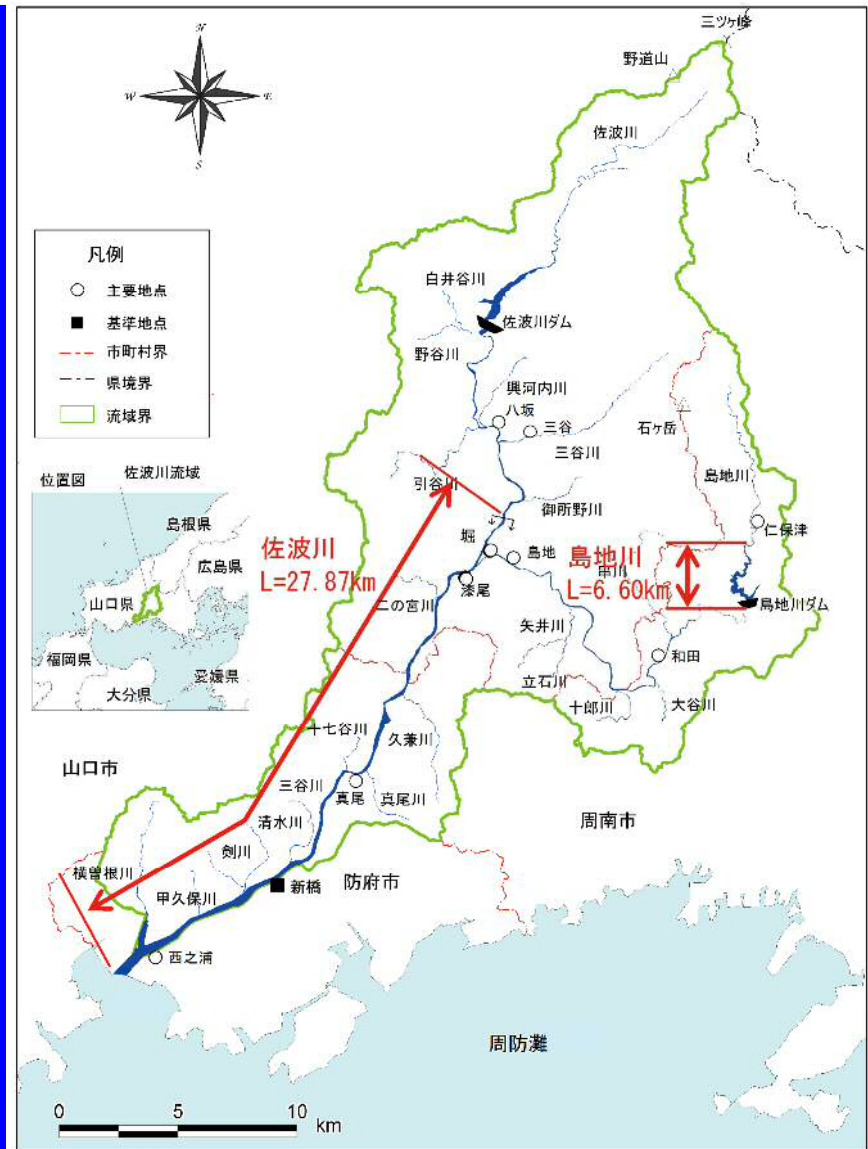 三ツヶ峰
野道山
N
W
E
S
佐波川
凡例
主要地点
基準地点
市町村界
県境界
流域界
白井谷川
佐波川ダム
野谷川
興河内川
八坂
三谷
三谷川
石ヶ岳
島地川
引谷川
御所野川
仁保津
位置図
佐波川流域
島根県
広島県
山口県
福岡県
大分県
愛媛県
佐波川
L=27.87km
堀
島地
漆尾
島地川
L=6.60km
島地川ダム
二の宮川
矢井川
和田
立石川
十郎川
大谷川
十七谷川
久兼川
山口市
三谷川
真尾
真尾川
清水川
周南市
剣川
横曽根川
甲久保川
新橋
防府市
西之浦
周防灘
0
5
10
km